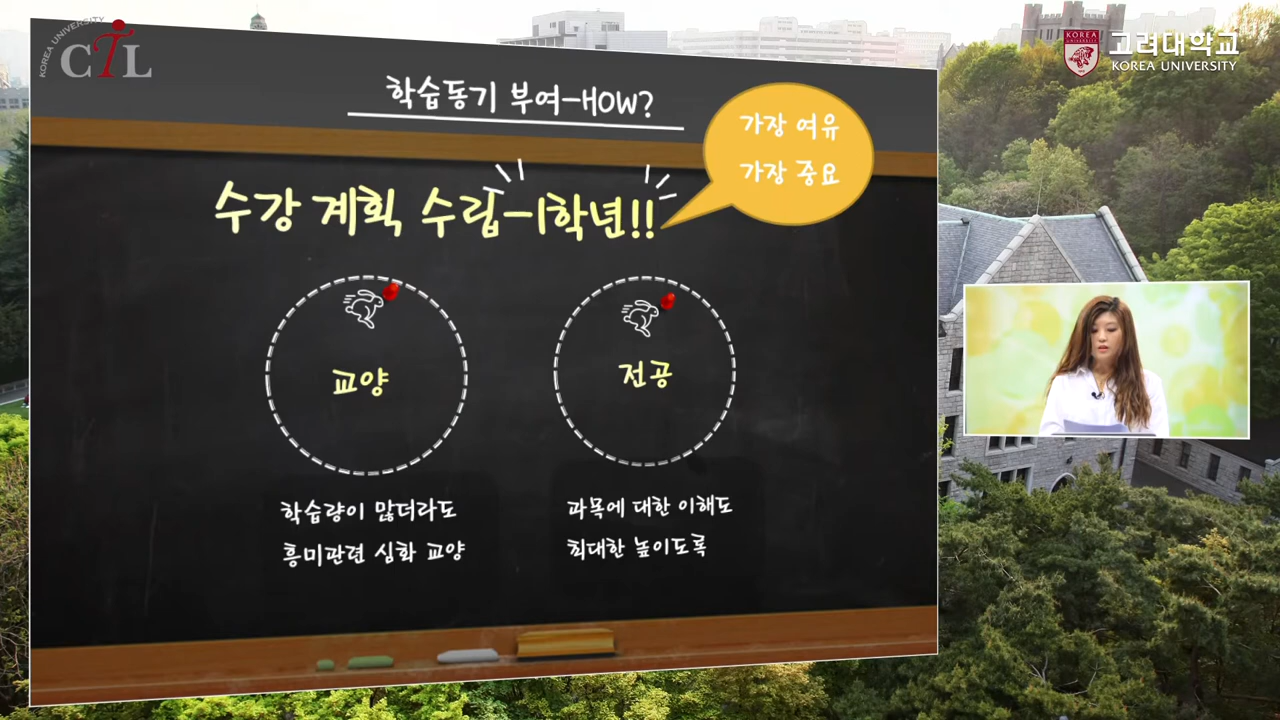 KOREA UNIVERSITY
CTL
KOREA UNIVERSITY
고려대학교
KOREA UNIVERSITY
학습동기 부여-HOW?
가장 여유
가장 중요
수강 계획 수립-1학년!!
교양
전공
학습량이 많더라도
흥미관련 심화 교양
과목에 대한 이해도
최대한 높이도록